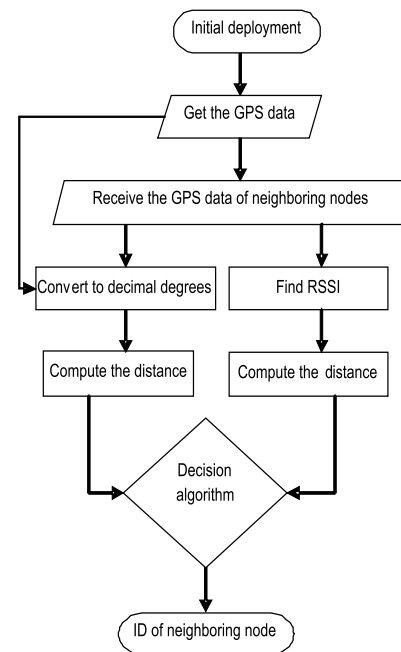 Initial deployment
Get the GPS data
Receive the GPS data of neighboring nodes
Convert to decimal degrees
Find RSSI
Compute the distance
Compute the distance
Decision
algorithm
ID of neighboring node